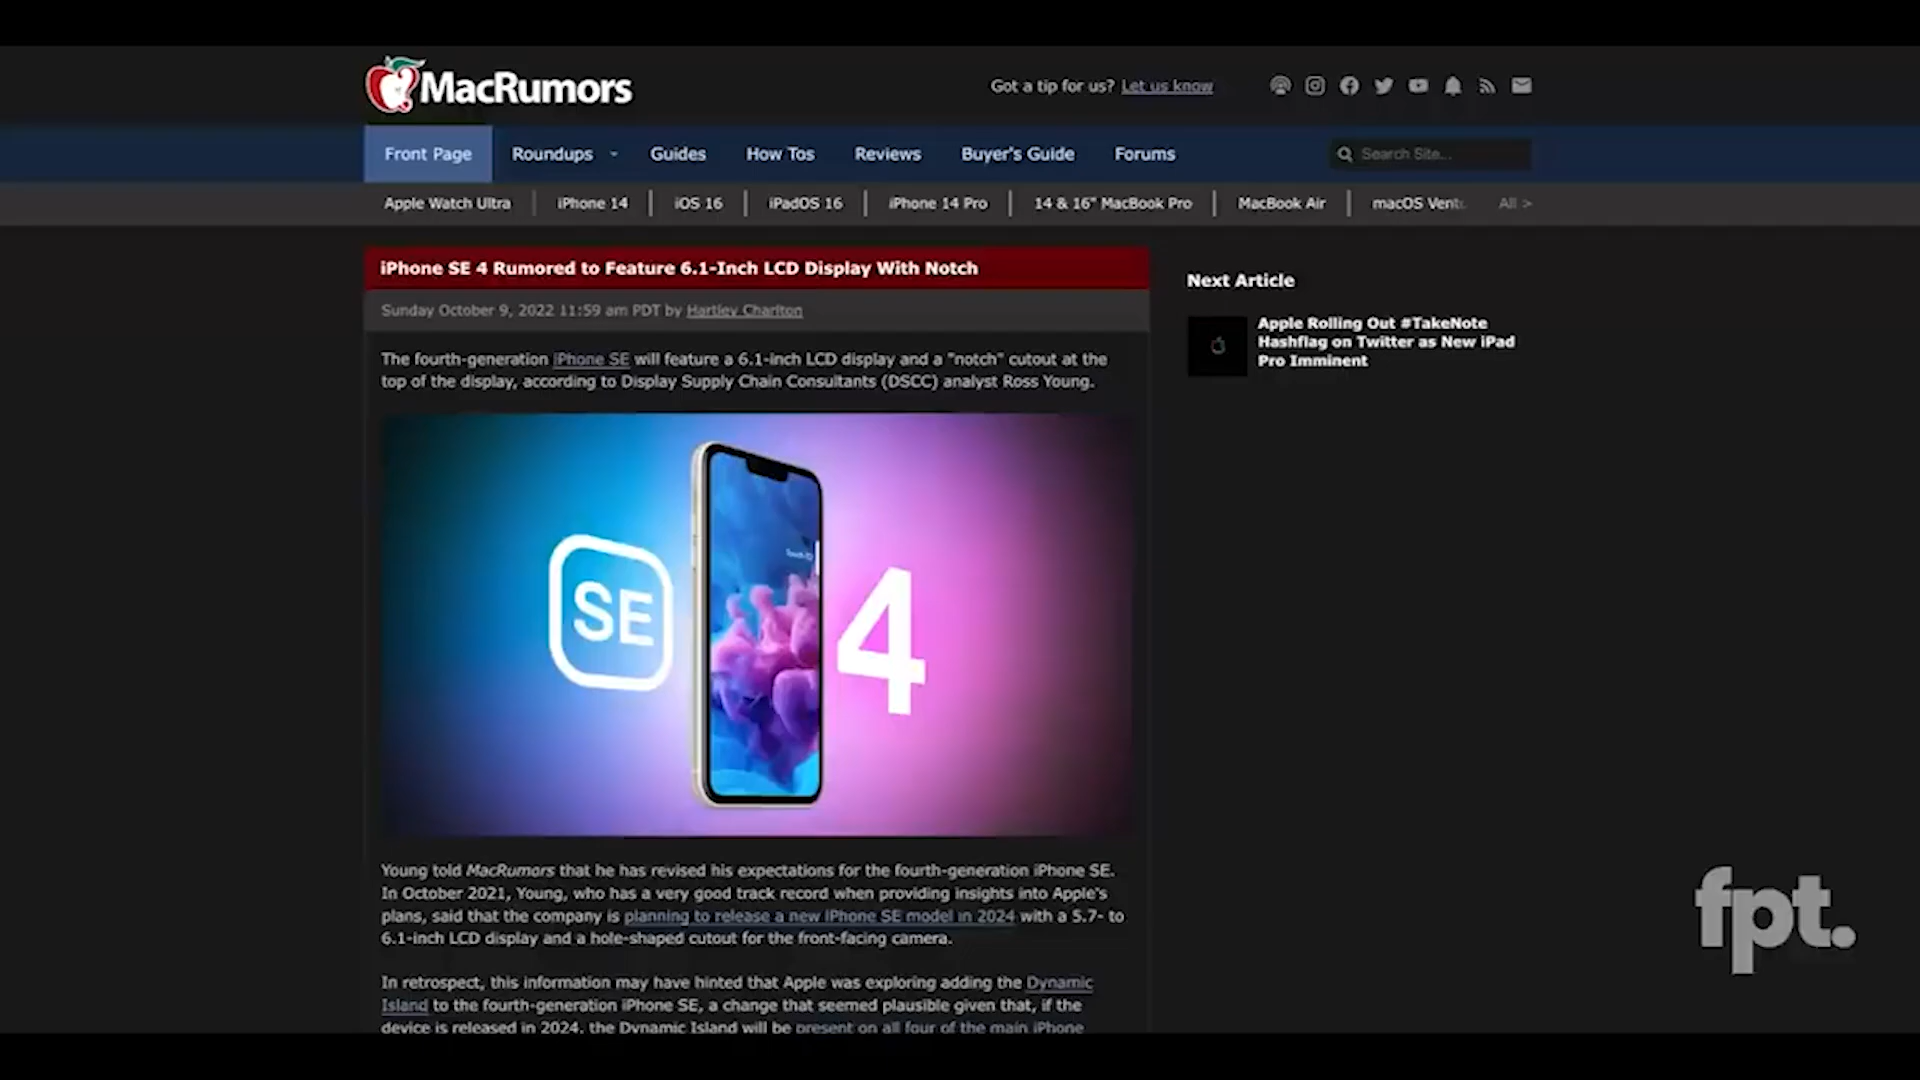 MacRumors
Got a tip for us? Let us know
Front Page
Roundups
Guides
How Tos
Reviews
Buyer's Guide
Forums
Search Site...
Apple Watch Ultra
iPhone 14
iOS 16
iPadOS 16
iPhone 14 Pro
14 & 16" MacBook Pro
MacBook Air
macOS Vent
All >
iPhone SE 4 Rumored to Feature 6.1-Inch LCD Display With Notch
Sunday October 9, 2022 11:59 am PDT by Hartley Charlton
The fourth-generation iPhone SE will feature a 6.1-inch LCD display and a "notch" cutout at the
top of the display, according to Display Supply Chain Consultants (DSCC) analyst Ross Young.
SE
Touch ID
4
Young told MacRumors that he has revised his expectations for the fourth-generation iPhone SE.
In October 2021, Young, who has a very good track record when providing insights into Apple's
plans, said that the company is planning to release a new iPhone SE model in 2024 with a 5.7- to
6.1-inch LCD display and a hole-shaped cutout for the front-facing camera.
In retrospect, this information may have hinted that Apple was exploring adding the Dynamic
Island to the fourth-generation iPhone SE, a change that seemed plausible given that, if the
device is released in 2024, the Dynamic Island will be present on all four of the main iPhone
Next Article
Apple Rolling Out #TakeNote
Hashflag on Twitter as New iPad
Pro Imminent
fpt.